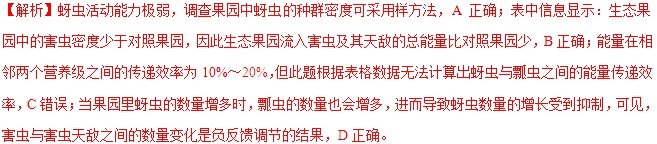 【解析】蚜虫活动能力极弱，调查果园中蚜虫的种群密度可采用样方法，A 正确；表中信息显示：生态果
园中的害虫密度少于对照果园，因此生态果园流入害虫及其天敌的总能量比对照果园少，B正确；能量在相
邻两个营养级之间的传递效率为 10%～20%，但此题根据表格数据无法计算出蚜虫与瓢虫之间的能量传递效
率，C 错误；当果园里蚜虫的数量增多时，瓢虫的数量也会增多，进而导致蚜虫数量的增长受到抑制，可见，
害虫与害虫天敌之间的数量变化是负反馈调节的结果，D 正确。